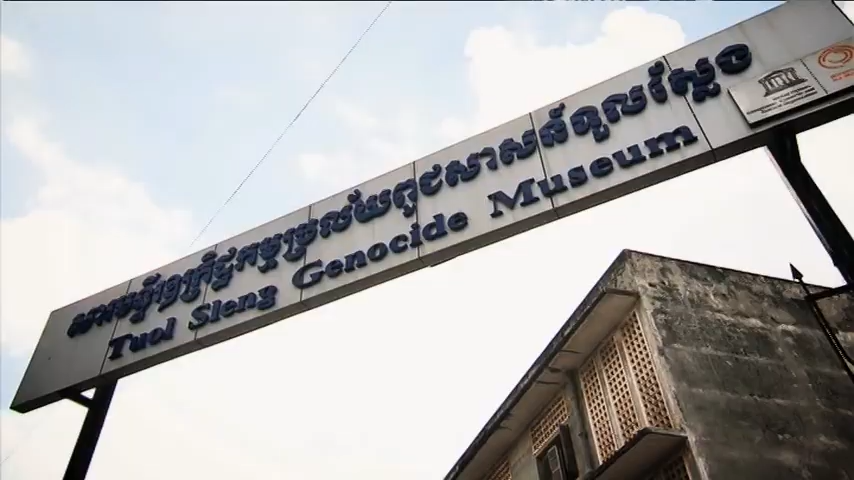 សារមន្ទីរឧក្រិដ្ឋកម្មប្រល័យពូជសាសន៍ទួលស្លែង
Tuol Sleng Genocide Museum